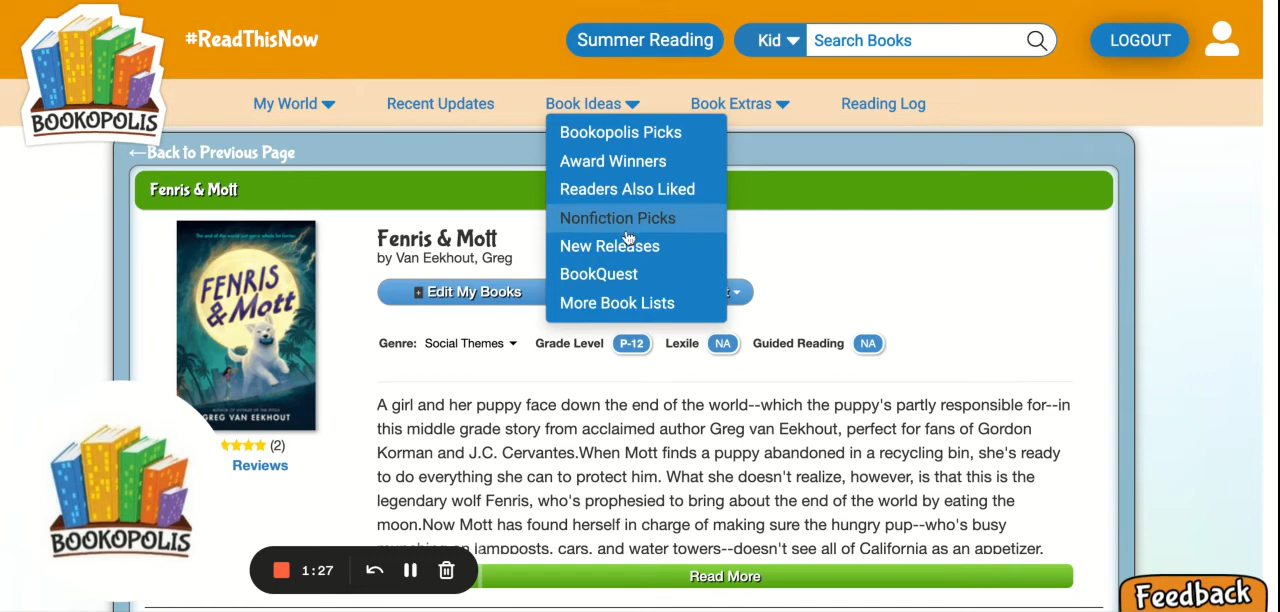 #ReadThisNow
Summer Reading
Kid
Search Books
LOGOUT
BOOKOPOLIS
My World
Recent Updates
Book Ideas
Book Extras
Reading Log
Bookopolis Picks
Award Winners
Readers Also Liked
Nonfiction Picks
New Releases
BookQuest
More Book Lists
←Back to Previous Page
Fenris & Mott
FENRIS
& MOTT
GREG VAN EEKHOUT
(2)
Reviews
Fenris & Mott
by Van Eekhout, Greg
Edit My Books
Genre: Social Themes Grade Level P-12 Lexile NA Guided Reading NA
A girl and her puppy face down the end of the world--which the puppy's partly responsible for--in
this middle grade story from acclaimed author Greg van Eekhout, perfect for fans of Gordon
Korman and J.C. Cervantes.When Mott finds a puppy abandoned in a recycling bin, she's ready
to do everything she can to protect him. What she doesn't realize, however, is that this is the
legendary wolf Fenris, who's prophesied to bring about the end of the world by eating the
moon.Now Mott has found herself in charge of making sure the hungry pup--who's busy
lampposts, cars, and water towers--doesn't see all of California as an appetizer.
Read More
BOOKOPOLIS
1:27
Feedback